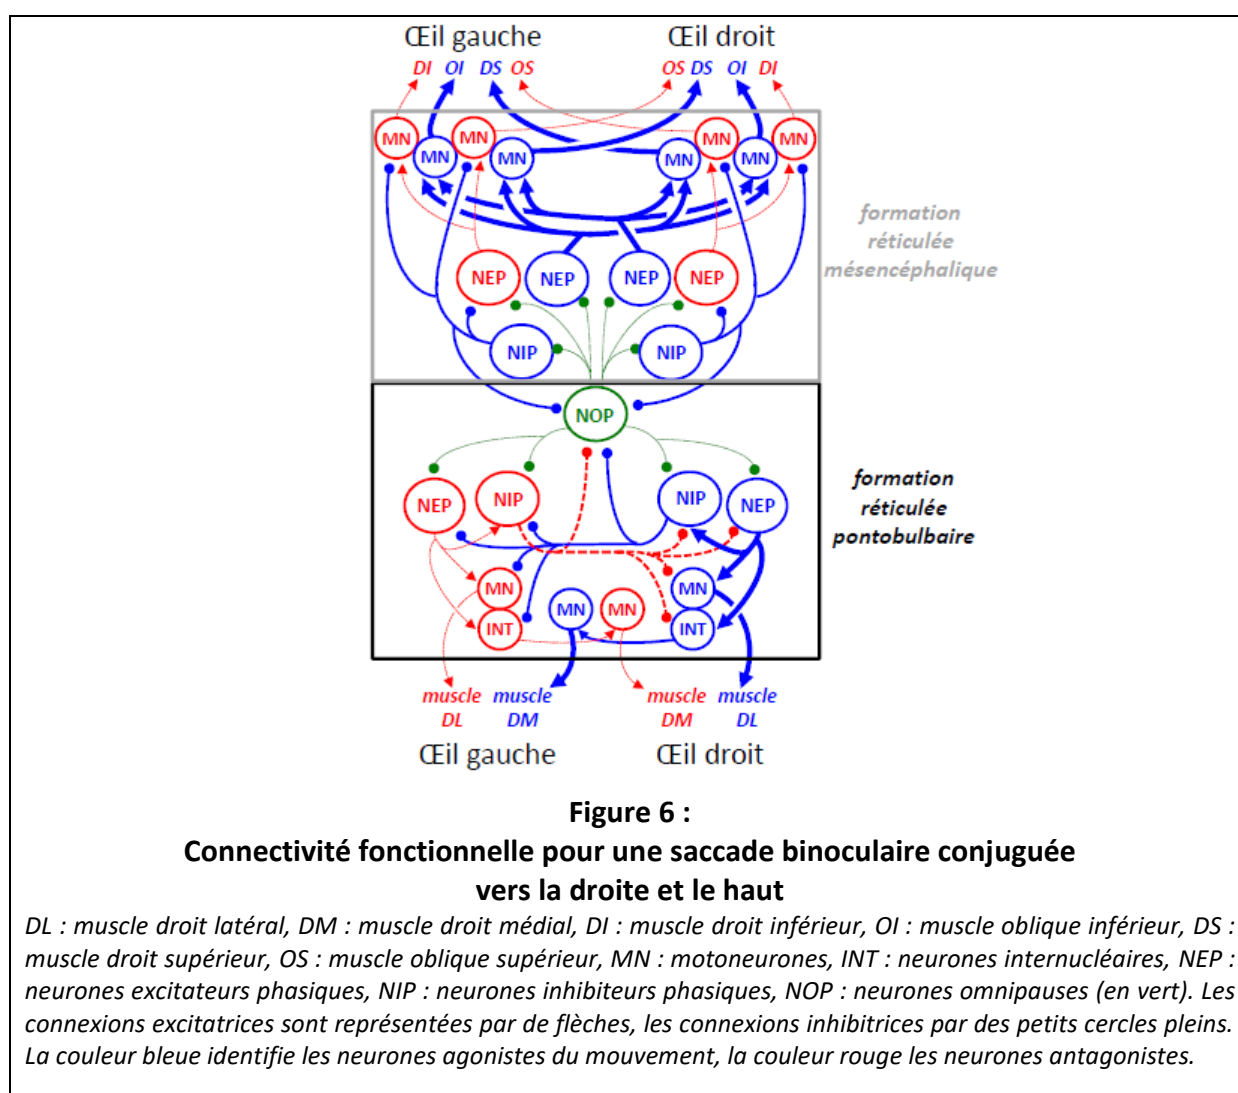 Œil gauche Œil droit
DI OI DS OS OS DS OI DI
MN MN MN MN
MN MN MN MN
formation
réticulée
mésencéphalique
NEP NEP NEP NEP
NIP NIP
NOP
formation
réticulée
pontobulbaire
NEP NIP NIP NEP
MN MN
MN MN
INT INT
muscle muscle muscle muscle
DL DM DM DL
Œil gauche Œil droit
Figure 6 :
Connectivité fonctionnelle pour une saccade binoculaire conjuguée
vers la droite et le haut
DL : muscle droit latéral, DM : muscle droit médial, DI : muscle droit inférieur, OI : muscle oblique inférieur, DS :
muscle droit supérieur, OS : muscle oblique supérieur, MN : motoneurones, INT : neurones internucléaires, NEP :
neurones excitateurs phasiques, NIP : neurones inhibiteurs phasiques, NOP : neurones omnipauses (en vert). Les
connexions excitatrices sont représentées par de flèches, les connexions inhibitrices par des petits cercles pleins.
La couleur bleue identifie les neurones agonistes du mouvement, la couleur rouge les neurones antagonistes.